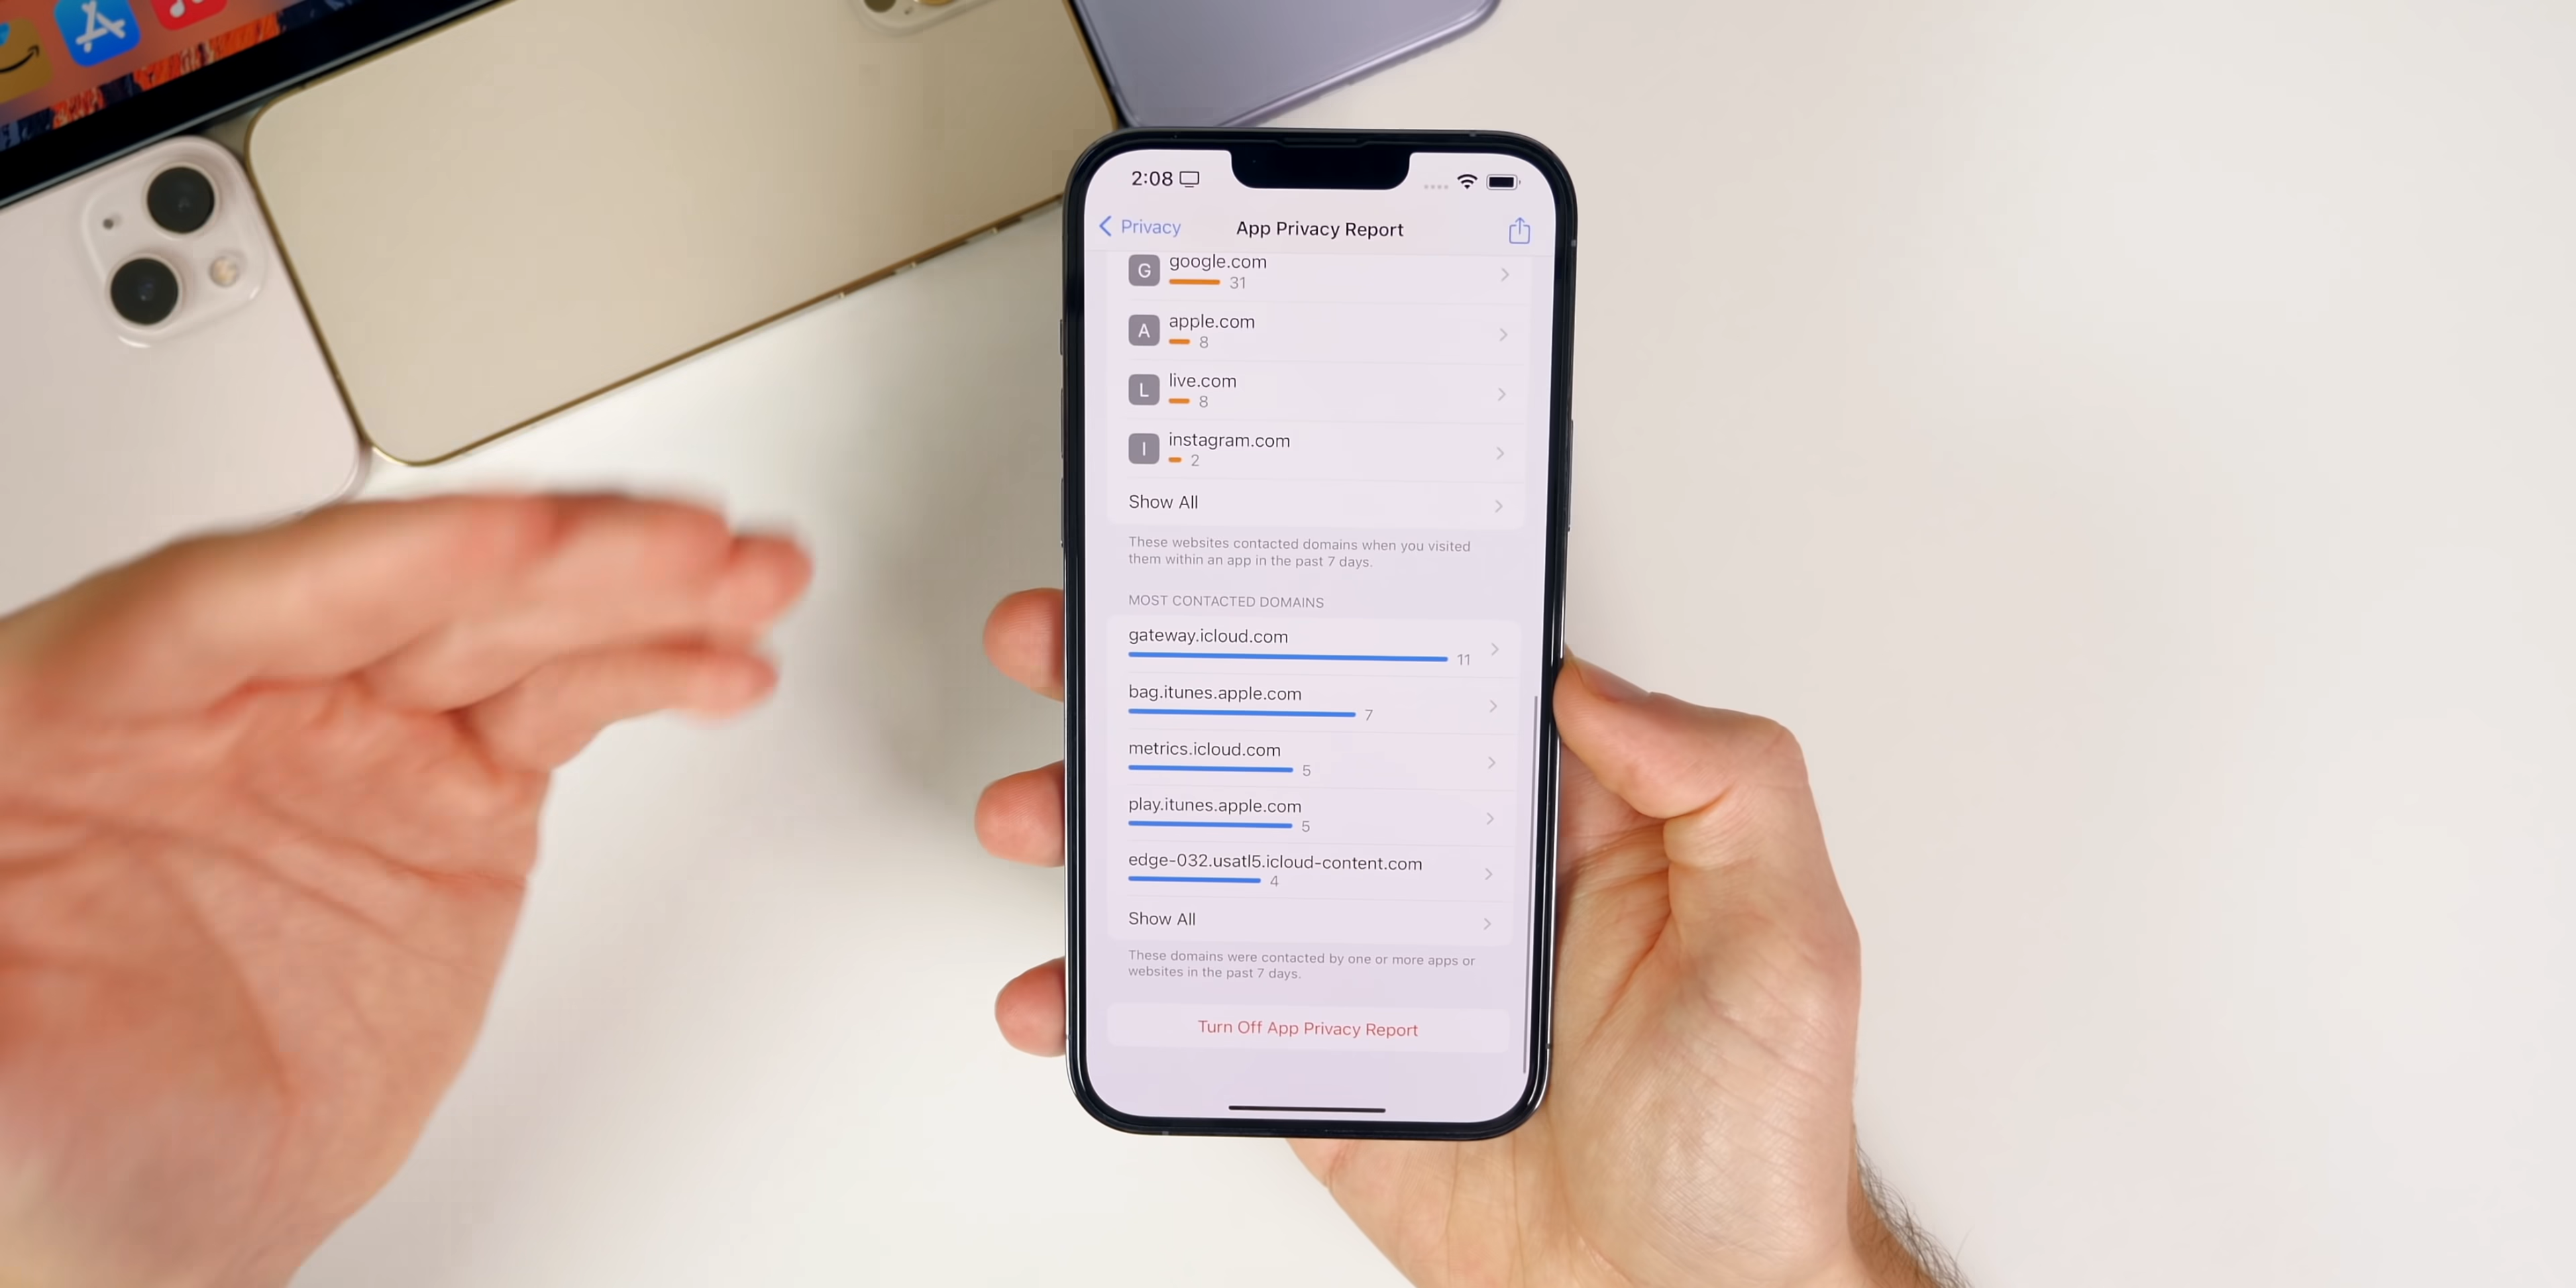 2:08
Privacy
App Privacy Report
G
google.com
31
A
apple.com
8
L
live.com
8
I
instagram.com
2
Show All
These websites contacted domains when you visited
them within an app in the past 7 days.
MOST CONTACTED DOMAINS
gateway.icloud.com
11
bag.itunes.apple.com
7
metrics.icloud.com
5
play.itunes.apple.com
5
edge-032.usatl5.icloud-content.com
4
Show All
These domains were contacted by one or more apps or
websites in the past 7 days.
Turn Off App Privacy Report